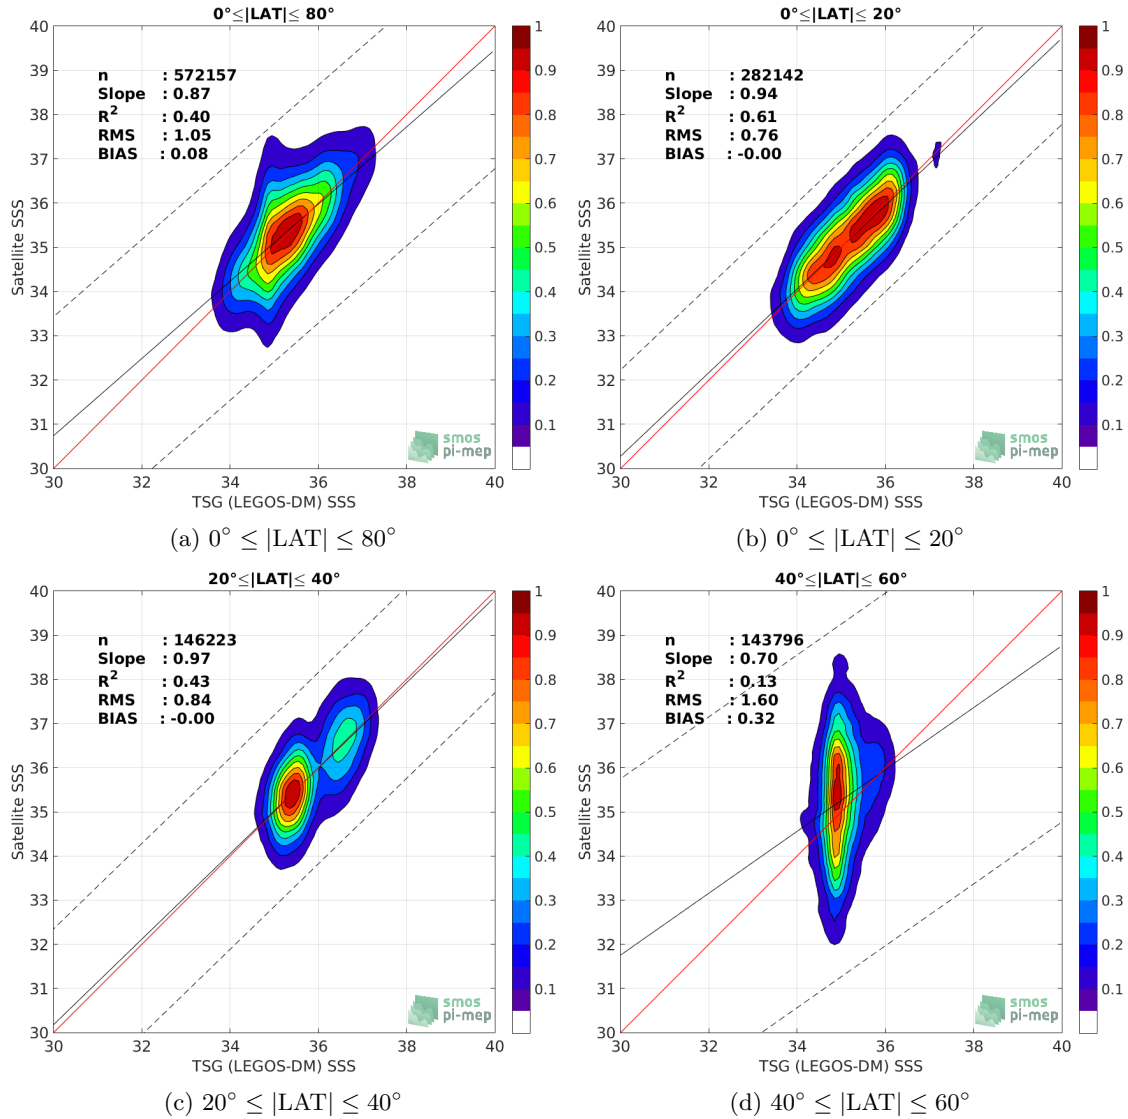 0°≤|LAT|≤ 80°
n : 572157
Slope : 0.87
R2 : 0.40
RMS : 1.05
BIAS : 0.08
40
39
38
37
36
35
34
33
32
31
30
Satellite SSS
30 32 34 36 38 40
TSG (LEGOS-DM) SSS
1
0.9
0.8
0.7
0.6
0.5
0.4
0.3
0.2
0.1
smos
pi-mep
(a) 0° ≤ |LAT| ≤ 80°
0°≤|LAT|≤ 20°
n : 282142
Slope : 0.94
R2 : 0.61
RMS : 0.76
BIAS : -0.00
40
39
38
37
36
35
34
33
32
31
30
Satellite SSS
30 32 34 36 38 40
TSG (LEGOS-DM) SSS
1
0.9
0.8
0.7
0.6
0.5
0.4
0.3
0.2
0.1
smos
pi-mep
(b) 0° ≤ |LAT| ≤ 20°
20°≤|LAT|≤ 40°
n : 146223
Slope : 0.97
R2 : 0.43
RMS : 0.84
BIAS : -0.00
40
39
38
37
36
35
34
33
32
31
30
Satellite SSS
30 32 34 36 38 40
TSG (LEGOS-DM) SSS
1
0.9
0.8
0.7
0.6
0.5
0.4
0.3
0.2
0.1
smos
pi-mep
(c) 20° ≤ |LAT| ≤ 40°
40°≤|LAT|≤ 60°
n : 143796
Slope : 0.70
R2 : 0.13
RMS : 1.60
BIAS : 0.32
40
39
38
37
36
35
34
33
32
31
30
Satellite SSS
30 32 34 36 38 40
TSG (LEGOS-DM) SSS
1
0.9
0.8
0.7
0.6
0.5
0.4
0.3
0.2
0.1
smos
pi-mep
(d) 40° ≤ |LAT| ≤ 60°